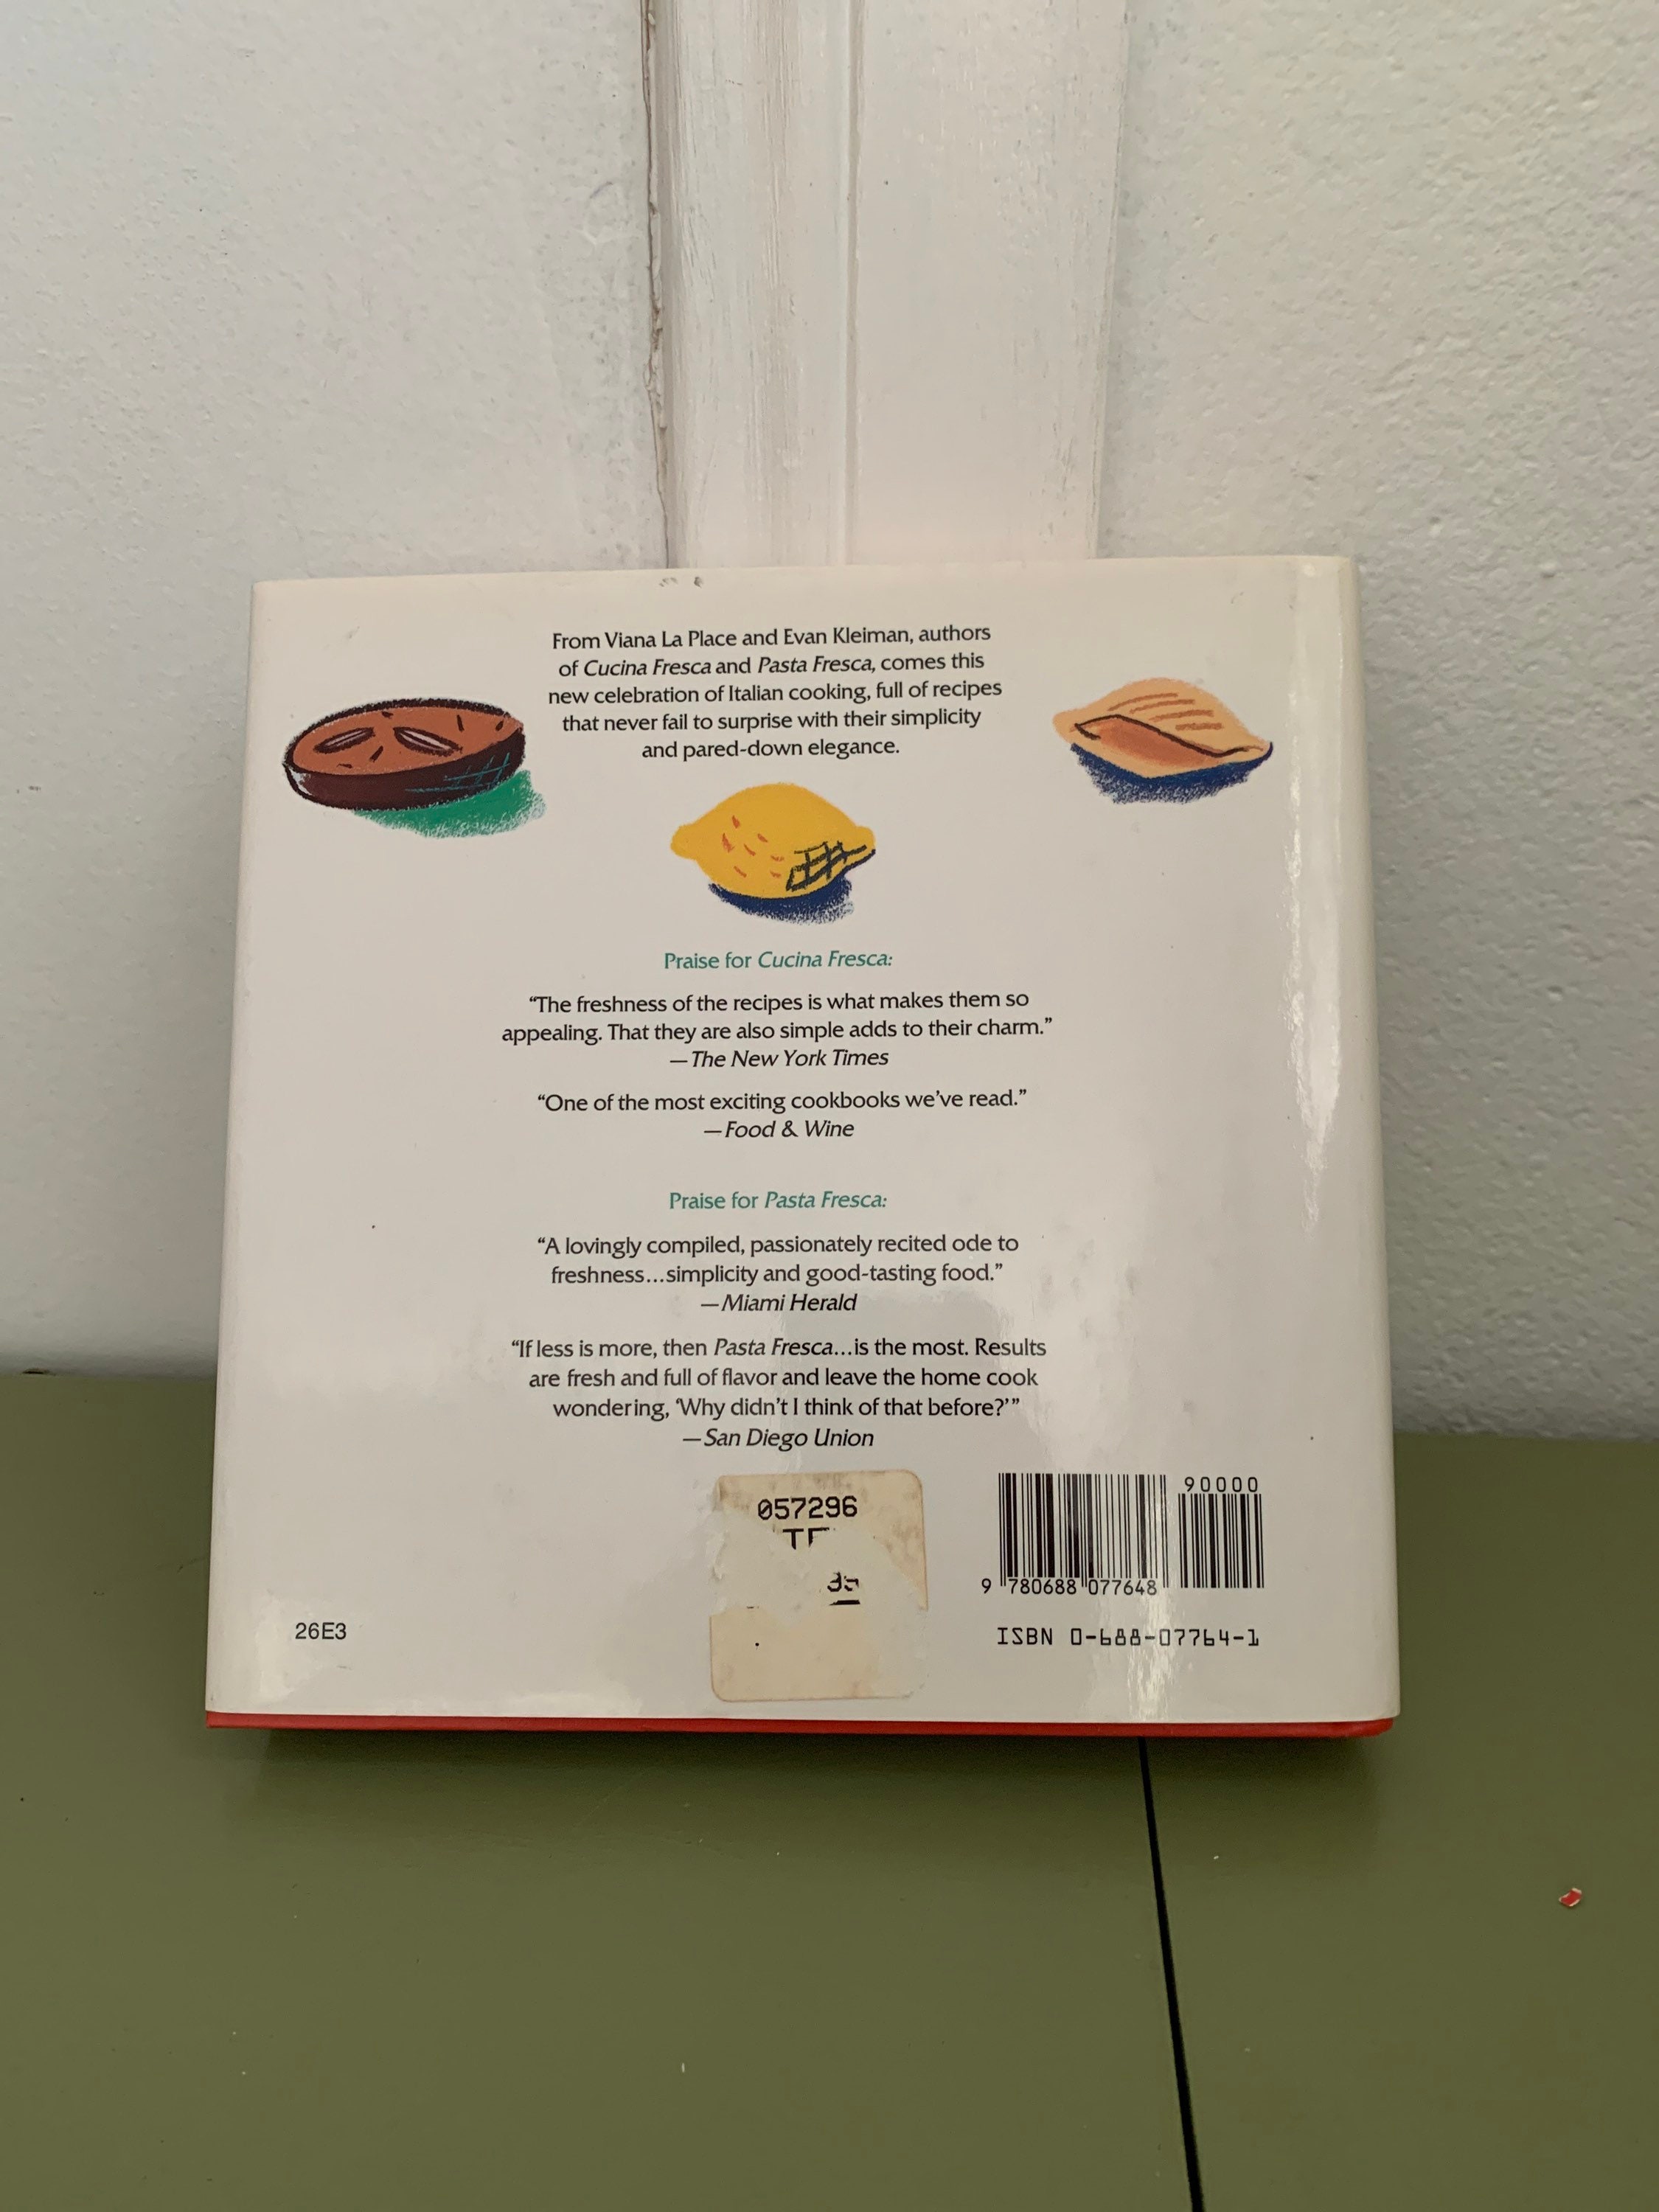 From Viana La Place and Evan Kleiman, authors
of Cucina Fresca and Pasta Fresca, comes this
new celebration of Italian cooking, full of recipes
that never fail to surprise with their simplicity
and pared-down elegance.
Praise for Cucina Fresca:
“The freshness of the recipes is what makes them so
appealing. That they are also simple adds to their charm.”
—The New York Times
“One of the most exciting cookbooks we’ve read.”
—Food & Wine
Praise for Pasta Fresca:
“A lovingly compiled, passionately recited ode to
freshness...simplicity and good-tasting food.”
—Miami Herald
“If less is more, then Pasta Fresca...is the most. Results
are fresh and full of flavor and leave the home cook
wondering, ‘Why didn’t I think of that before?’”
—San Diego Union
057296
90000
9 780688 077648
26E3
ISBN 0-688-07764-1